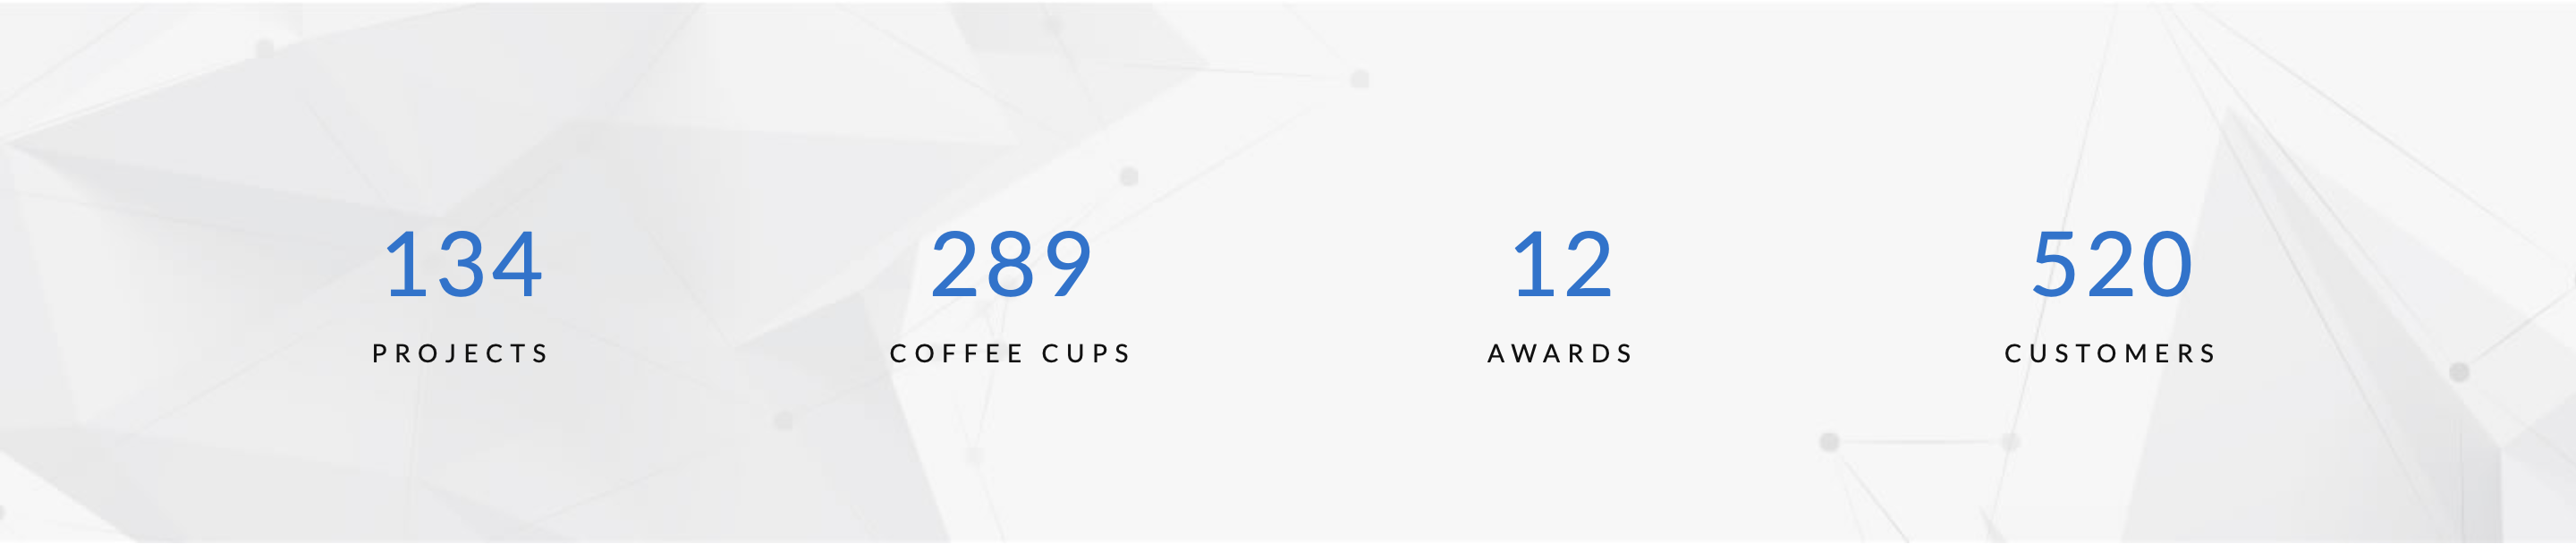 134
PROJECTS
289
COFFEE CUPS
12
AWARDS
520
CUSTOMERS